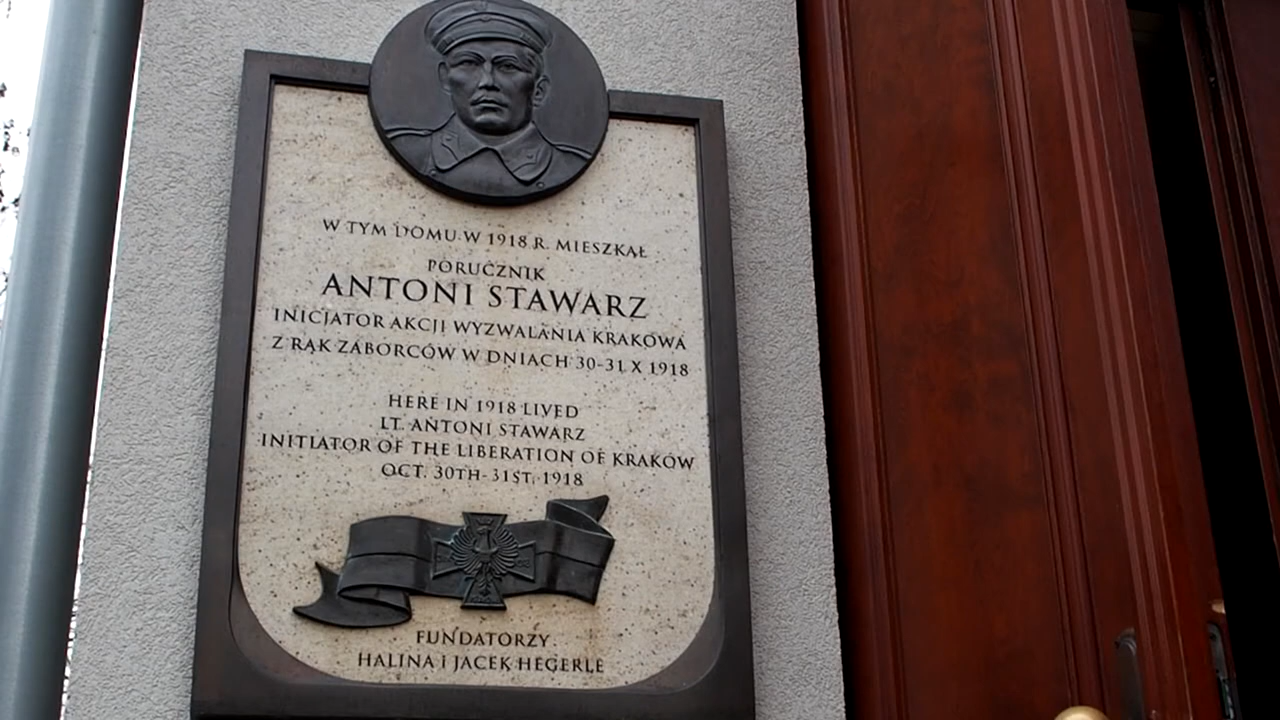 W TYM DOMU W 1918 R. MIESZKAŁ
PORUCZNIK
ANTONI STAWARZ
INICJATOR AKCJI WYZWALANIA KRAKOWA
Z RĄK ZABORCÓW W DNIACH 30-31 X 1918
HERE IN 1918 LIVED
LT. ANTONI STAWARZ
INITIATOR OF THE LIBERATION OF KRAKÓW
OCT. 30TH-31ST, 1918
FUNDATORZY
HALINA i JACEK HEGERLE